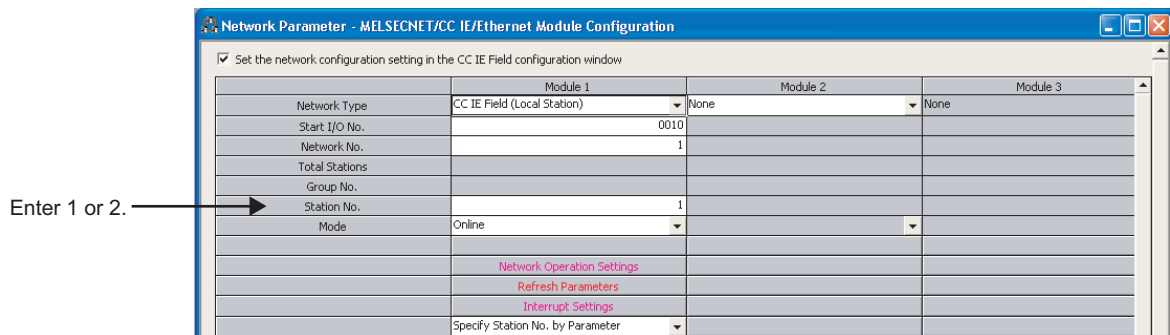 Network Parameter - MELSECNET/CC IE/Ethernet Module Configuration
Set the network configuration setting in the CC IE Field configuration window
Module 1 Module 2 Module 3
Network Type CC IE Field (Local Station) None None
Start I/O No. 0010
Network No. 1
Total Stations
Group No.
Enter 1 or 2. Station No. 1
Mode Online
Network Operation Settings
Refresh Parameters
Interrupt Settings
Specify Station No. by Parameter